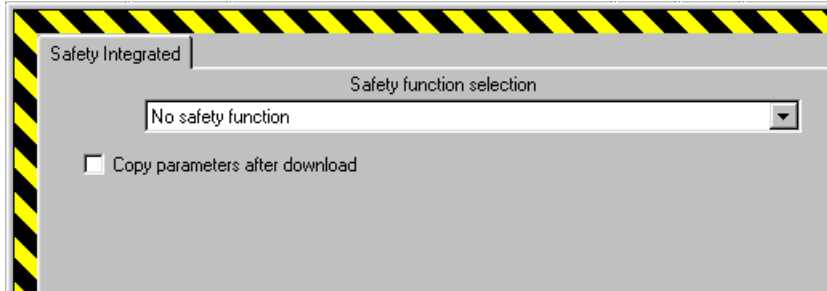 Safety Integrated
Safety function selection
No safety function
Copy parameters after download